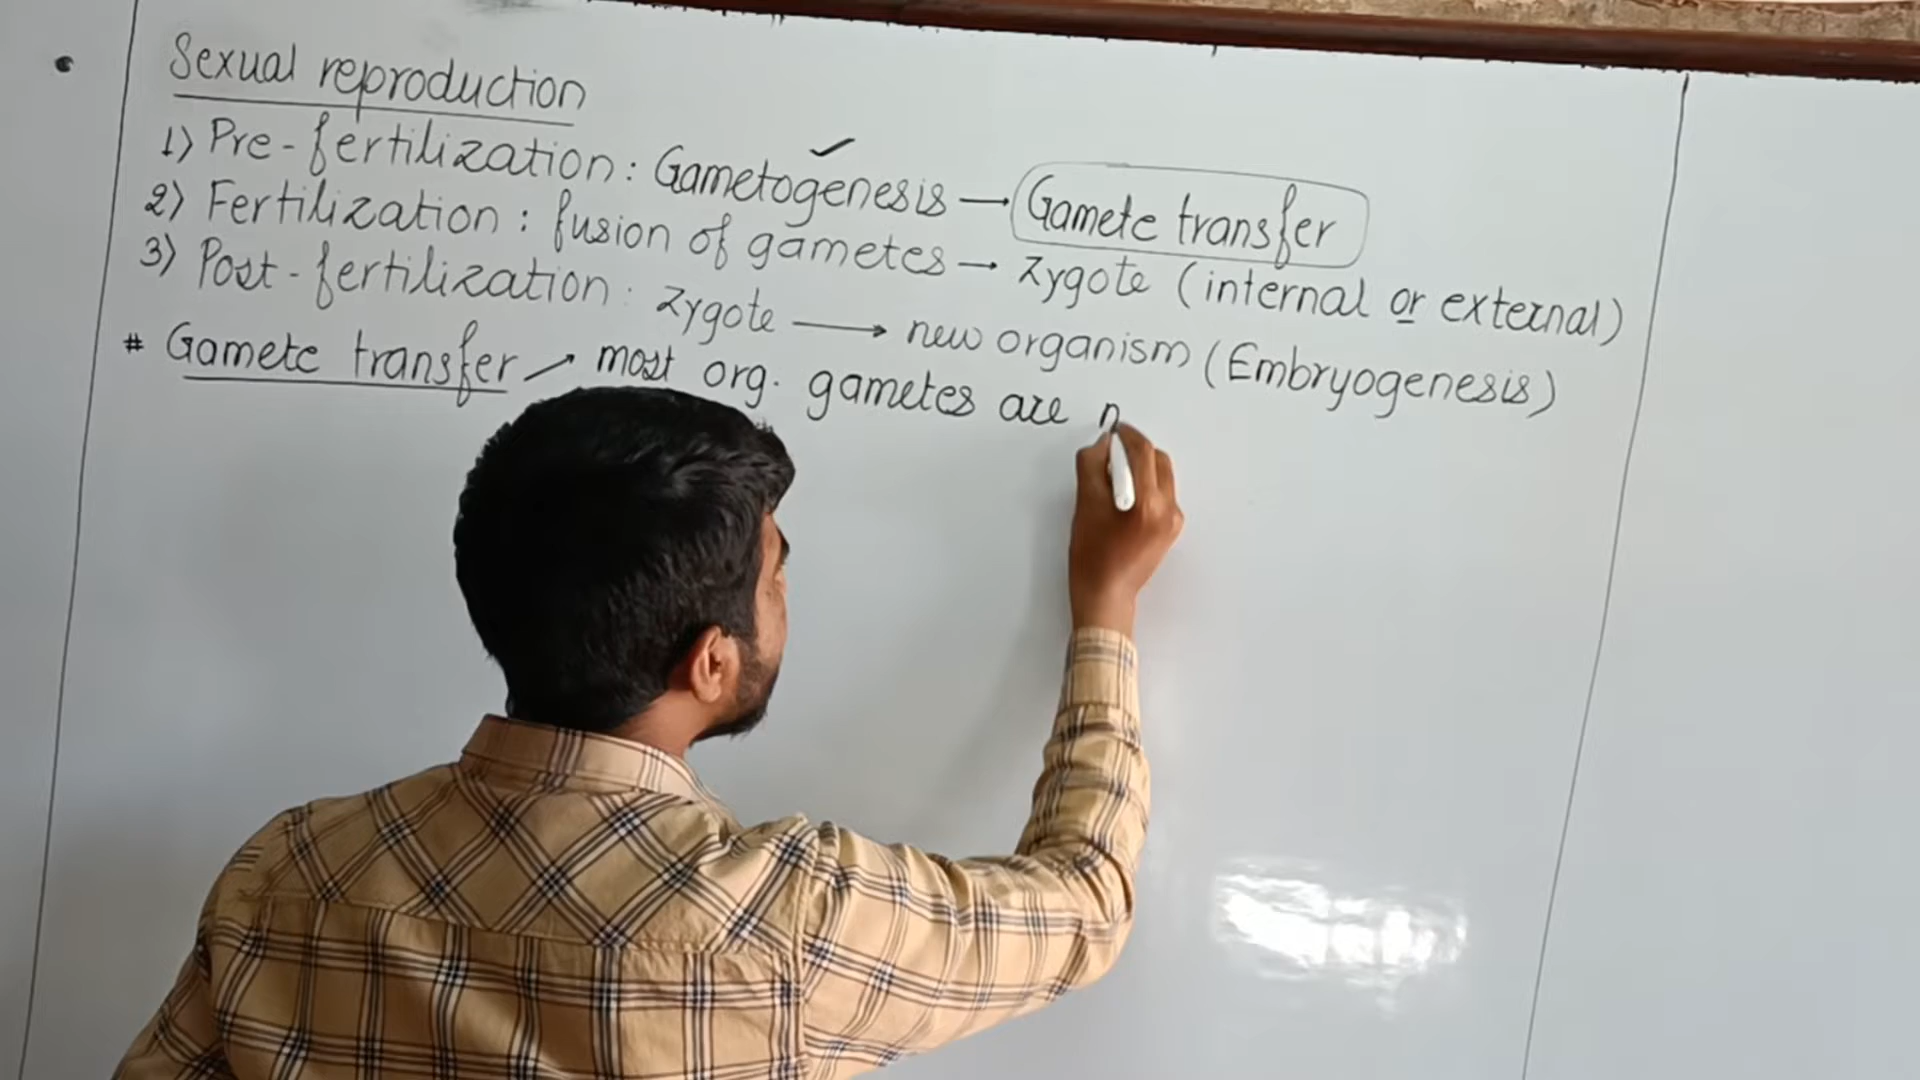 Sexual reproduction
1) Pre-fertilization : Gametogenesis → Gamete transfer
2) Fertilization : fusion of gametes → Zygote (internal or external)
3) Post-fertilization : Zygote → new organism (Embryogenesis)
# Gamete transfer → most org. gametes are n